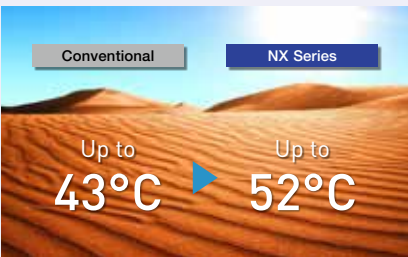 Conventional
NX Series
Up to
43°C
Up to
52°C